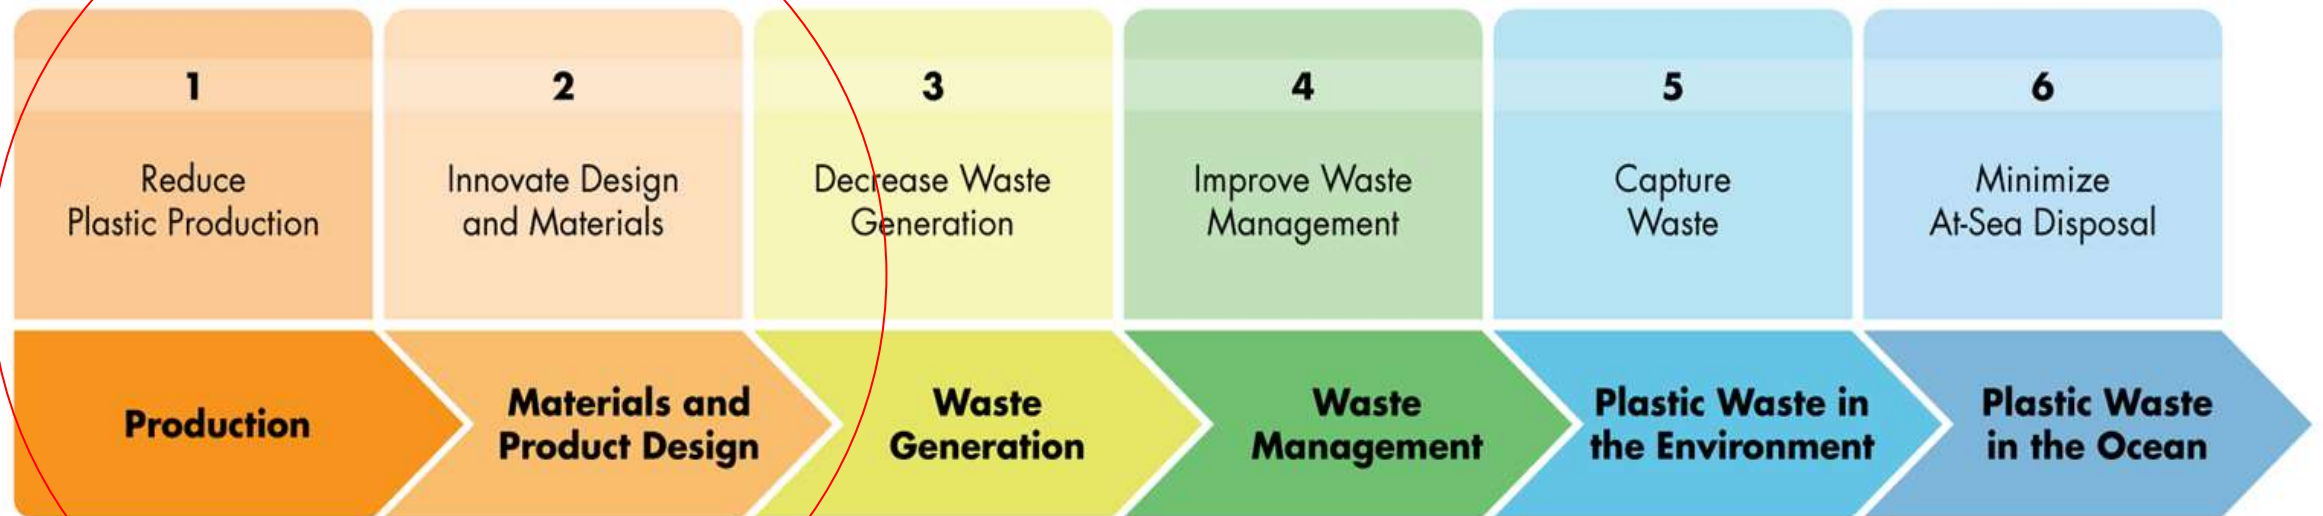 1
Reduce
Plastic Production
2
Innovate Design
and Materials
3
Decrease Waste
Generation
4
Improve Waste
Management
5
Capture
Waste
6
Minimize
At-Sea Disposal
Production
Materials and
Product Design
Waste
Generation
Waste
Management
Plastic Waste in
the Environment
Plastic Waste
in the Ocean